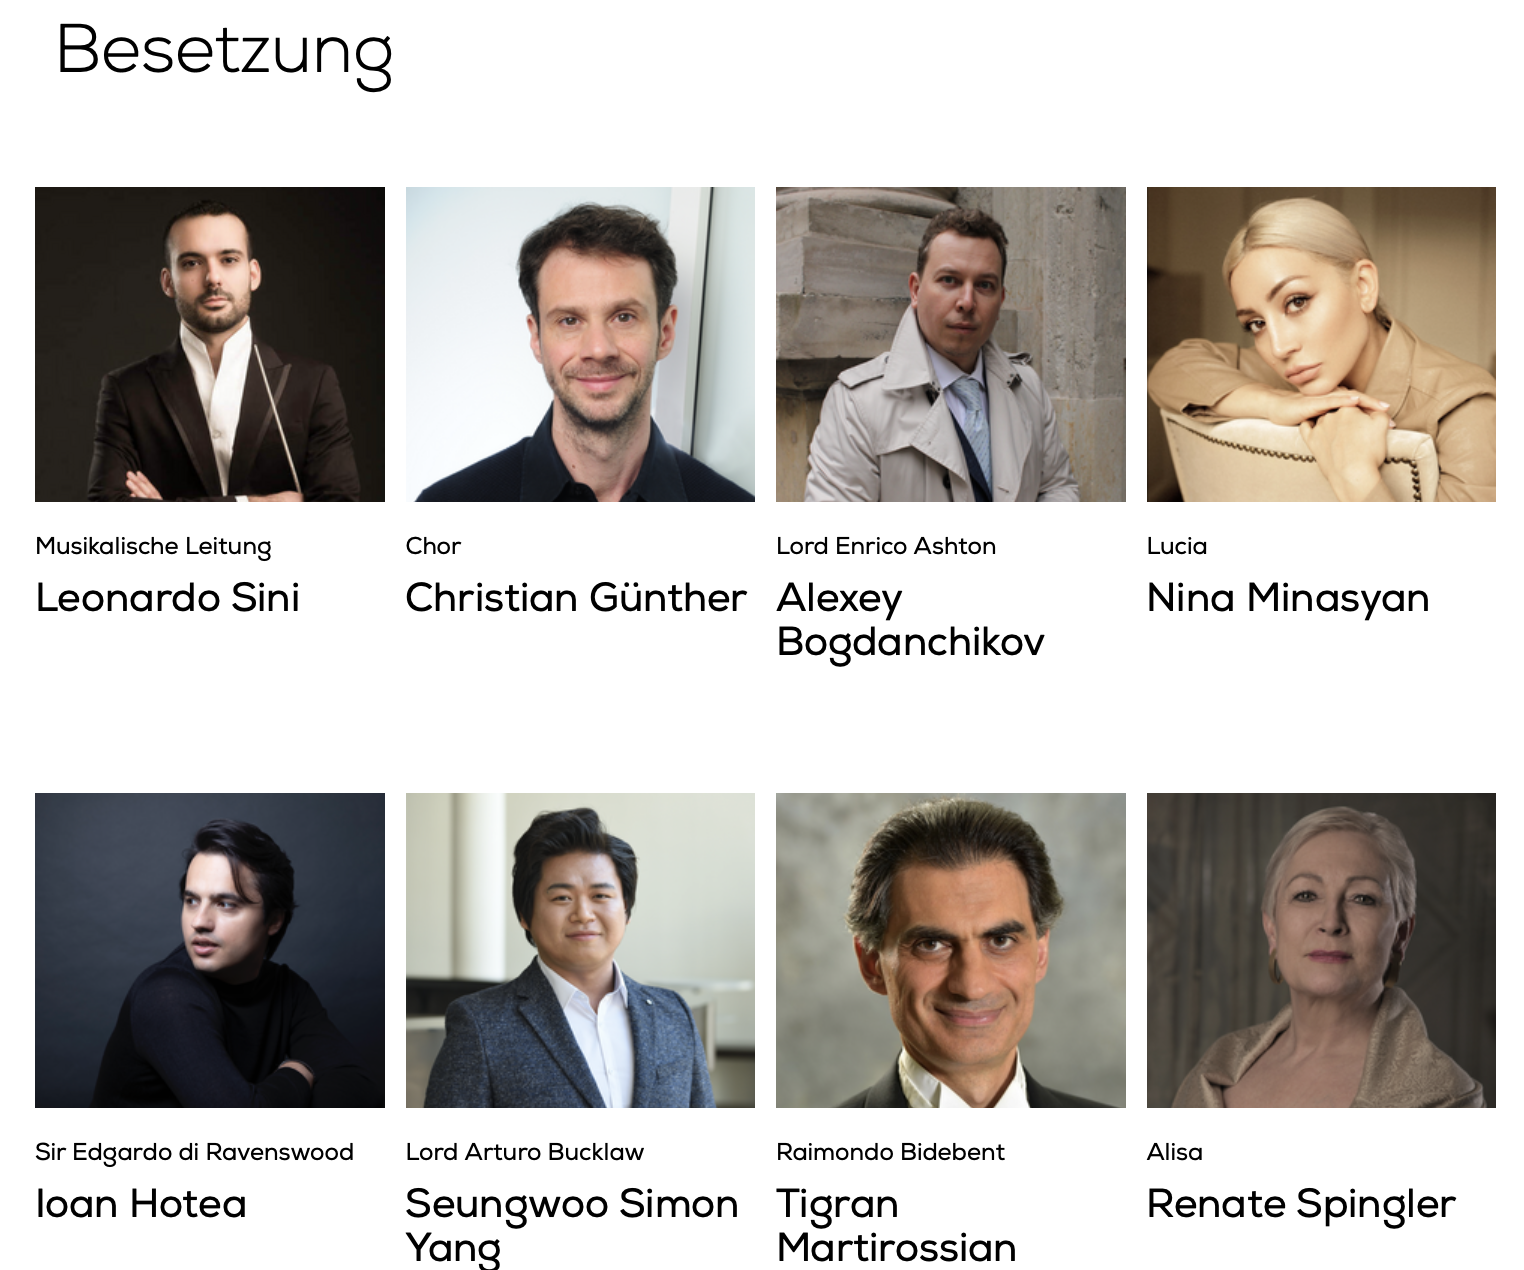 Besetzung
Musikalische Leitung
Leonardo Sini
Chor
Christian Günther
Lord Enrico Ashton
Alexey
Bogdanchikov
Lucia
Nina Minasyan
Sir Edgardo di Ravenswood
Ioan Hotea
Lord Arturo Bucklaw
Seungwoo Simon
Yang
Raimondo Bidebent
Tigran
Martirossian
Alisa
Renate Spingler